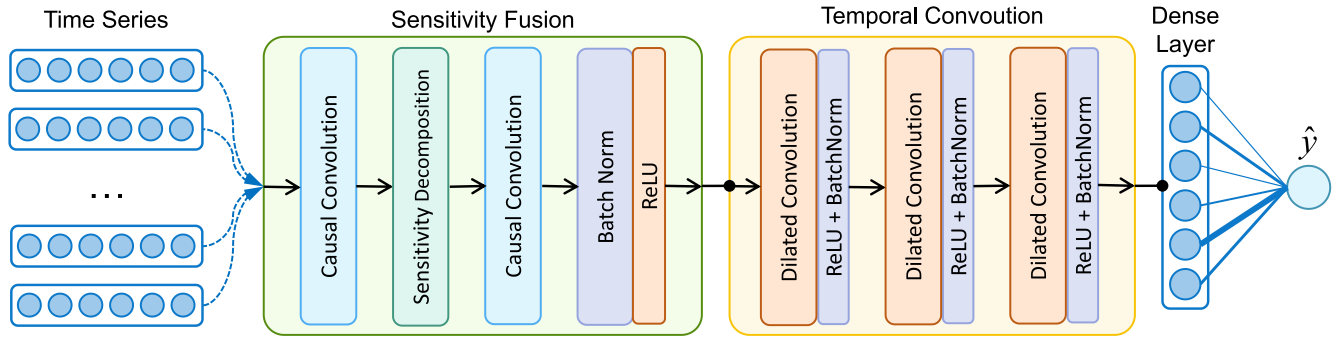 Time Series
Sensitivity Fusion
Temporal Convoution
Dense
Layer
...
Causal Convolution
Sensitivity Decomposition
Causal Convolution
Batch Norm
ReLU
Dilated Convolution
ReLU + BatchNorm
Dilated Convolution
ReLU + BatchNorm
Dilated Convolution
ReLU + BatchNorm
ŷ